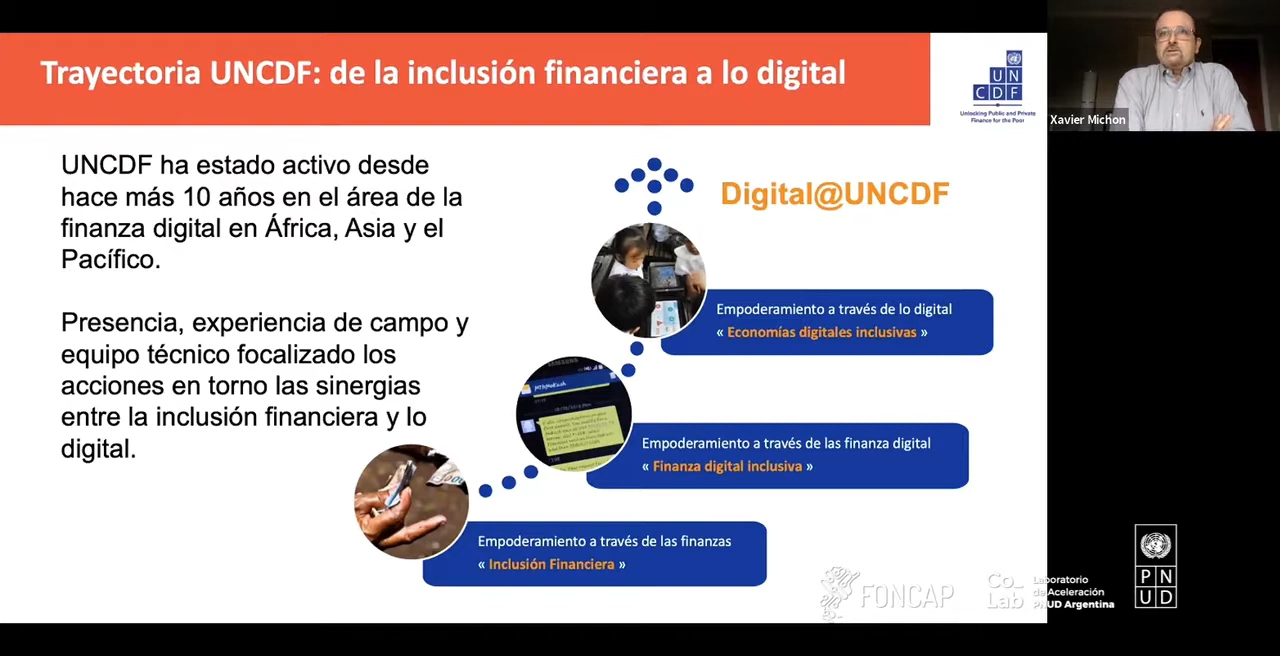 Trayectoria UNCDF: de la inclusión financiera a lo digital
UN
CDF
Unlocking Public and Private
Finance for the Poor
Xavier Michon
UNCDF ha estado activo desde
hace más 10 años en el área de la
finanza digital en África, Asia y el
Pacífico.
Presencia, experiencia de campo y
equipo técnico focalizado los
acciones en torno las sinergias
entre la inclusión financiera y lo
digital.
Digital@UNCDF
Empoderamiento a través de lo digital
« Economías digitales inclusivas »
Empoderamiento a través de las finanza digital
« Finanza digital inclusiva »
Empoderamiento a través de las finanzas
« Inclusión Financiera »
FONCAP
Co_
Lab
Laboratorio
de Aceleración
PNUD Argentina
PN
UD